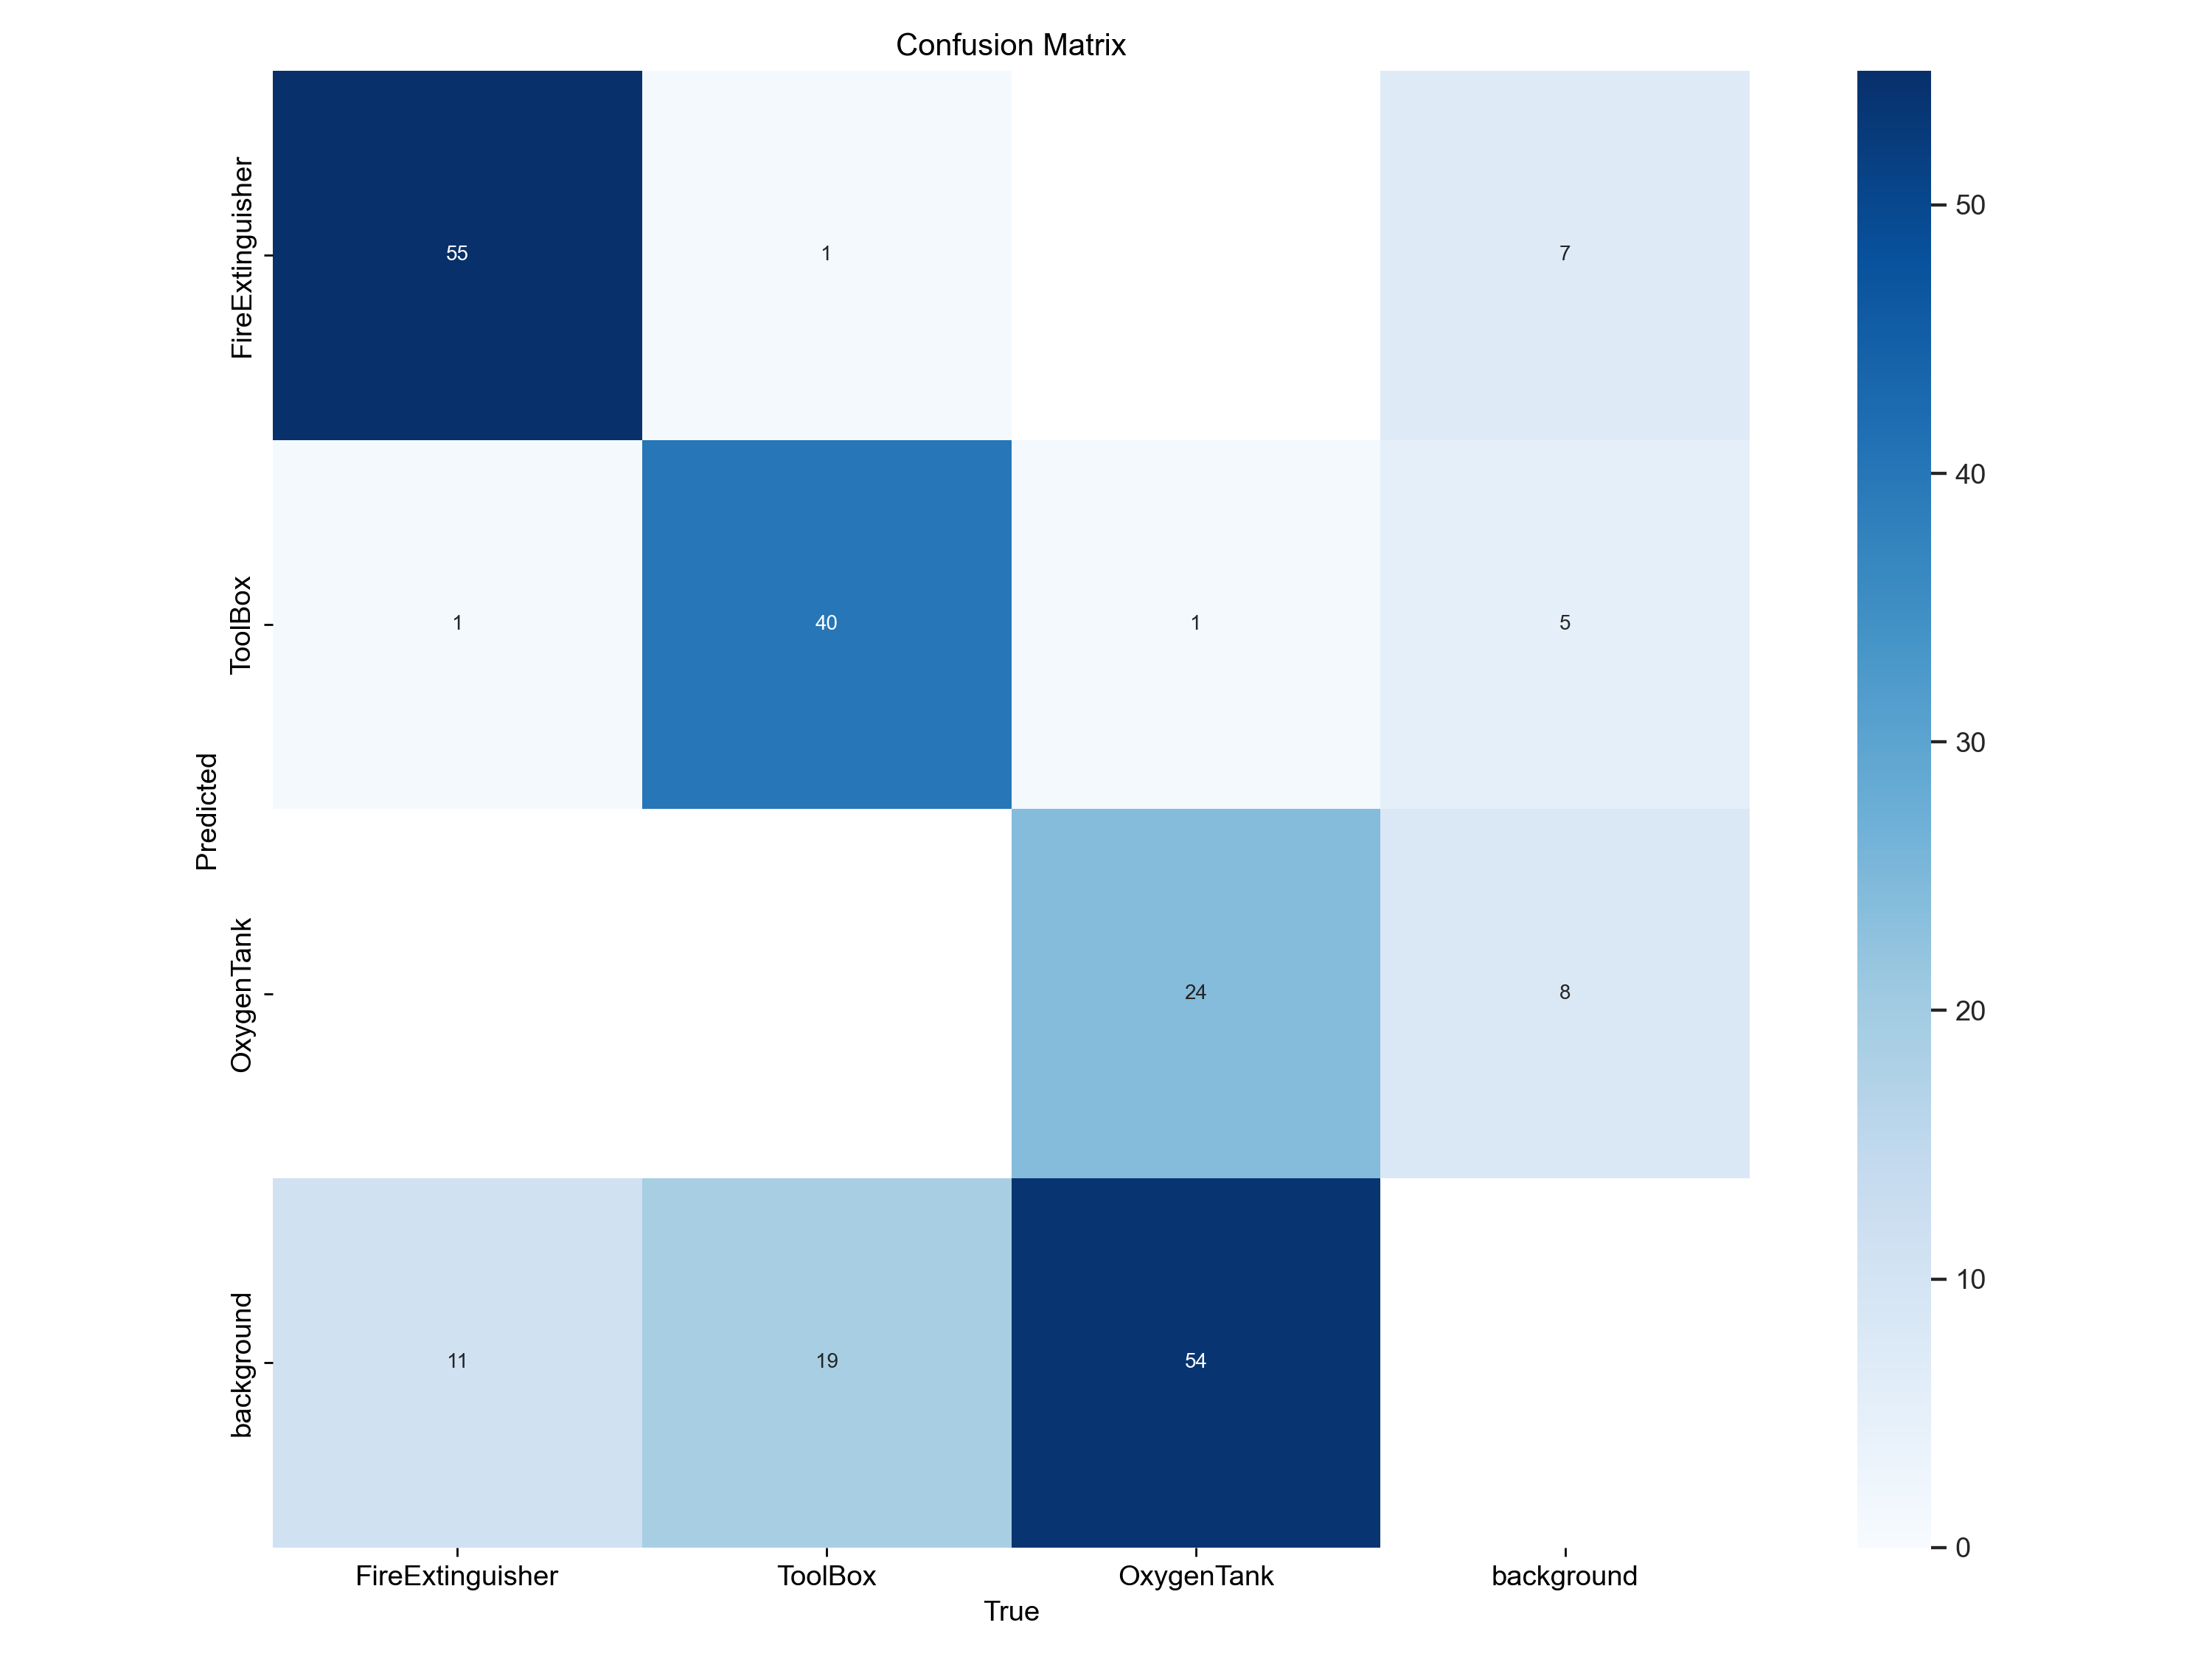 Confusion Matrix
FireExtinguisher
55
1
7
ToolBox
1
40
1
5
OxygenTank
24
8
background
11
19
54
Predicted
FireExtinguisher
ToolBox
OxygenTank
background
True
50
40
30
20
10
0